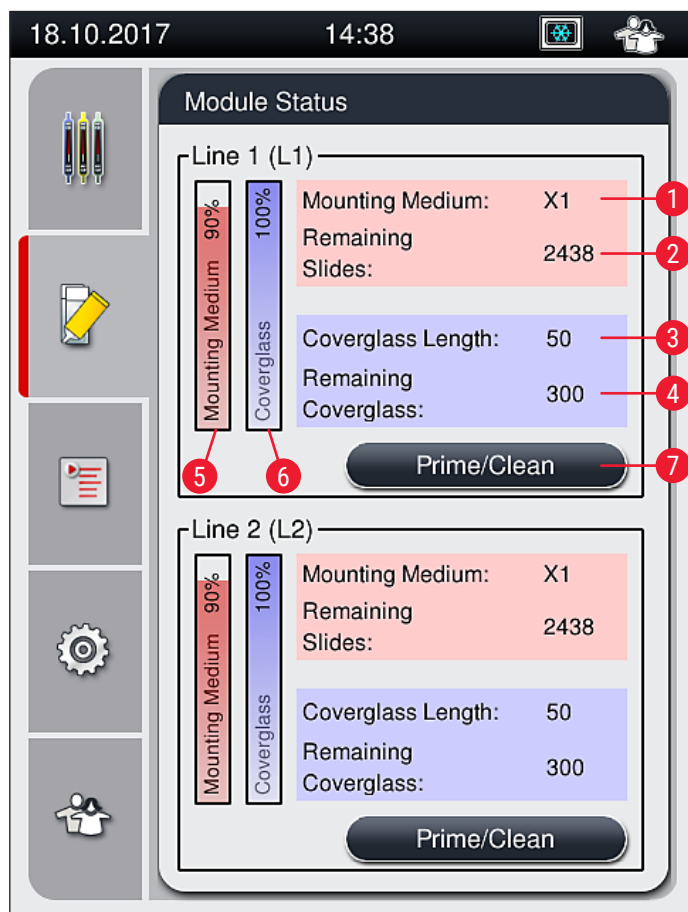 18.10.2017 14:38
Module Status
Line 1 (L1)
90%
Mounting Medium
100%
Coverglass
Mounting Medium: X1 1
Remaining
Slides: 2438 2
Coverglass Length: 50 3
Remaining
Coverglass: 300 4
5 6
Prime/Clean 7
Line 2 (L2)
90%
Mounting Medium
100%
Coverglass
Mounting Medium: X1
Remaining
Slides: 2438
Coverglass Length: 50
Remaining
Coverglass: 300
Prime/Clean